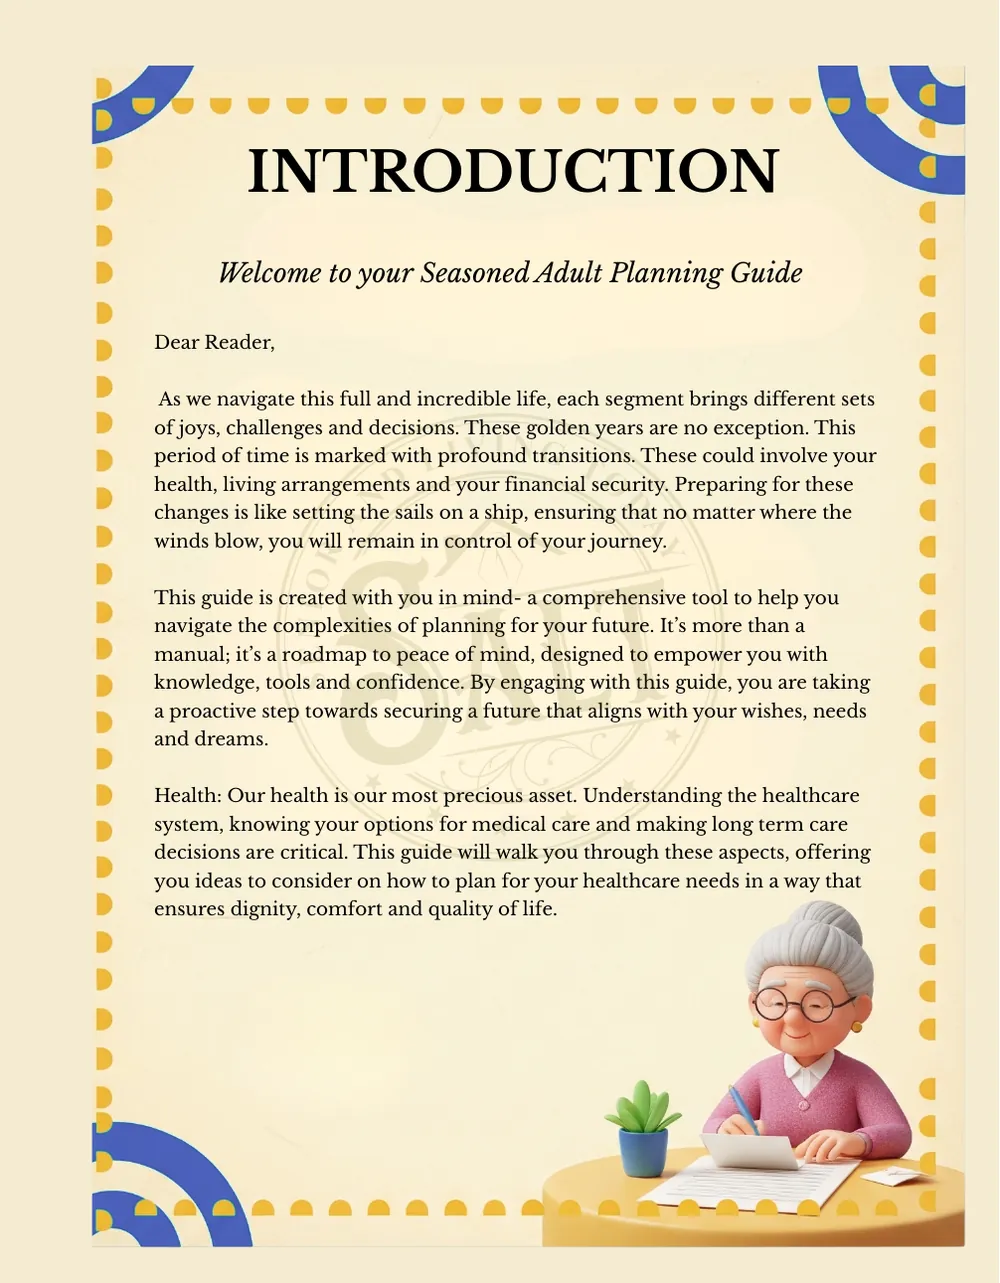 INTRODUCTION
Welcome to your Seasoned Adult Planning Guide
Dear Reader,
As we navigate this full and incredible life, each segment brings different sets
of joys, challenges and decisions. These golden years are no exception. This
period of time is marked with profound transitions. These could involve your
health, living arrangements and your financial security. Preparing for these
changes is like setting the sails on a ship, ensuring that no matter where the
winds blow, you will remain in control of your journey.
This guide is created with you in mind- a comprehensive tool to help you
navigate the complexities of planning for your future. It’s more than a
manual; it’s a roadmap to peace of mind, designed to empower you with
knowledge, tools and confidence. By engaging with this guide, you are taking
a proactive step towards securing a future that aligns with your wishes, needs
and dreams.
Health: Our health is our most precious asset. Understanding the healthcare
system, knowing your options for medical care and making long term care
decisions are critical. This guide will walk you through these aspects, offering
you ideas to consider on how to plan for your healthcare needs in a way that
ensures dignity, comfort and quality of life.
SALT